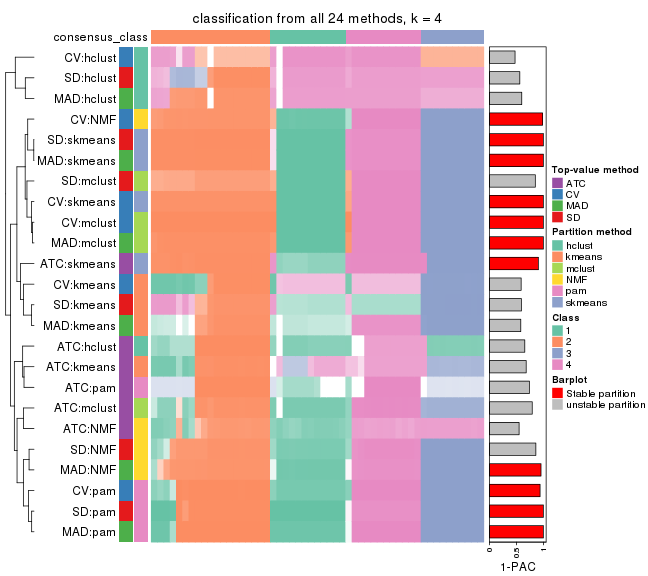 classification from all 24 methods, k = 4
consensus_class
CV:hclust
SD:hclust
MAD:hclust
CV:NMF
SD:skmeans
MAD:skmeans
SD:mclust
CV:skmeans
CV:mclust
MAD:mclust
ATC:skmeans
CV:kmeans
SD:kmeans
MAD:kmeans
ATC:hclust
ATC:kmeans
ATC:pam
ATC:mclust
ATC:NMF
SD:NMF
MAD:NMF
CV:pam
SD:pam
MAD:pam
0
0.5
1
1-PAC
Top-value method
ATC
CV
MAD
SD
Partition method
hclust
kmeans
mclust
NMF
pam
skmeans
Class
1
2
3
4
Barplot
Stable partition
unstable partition